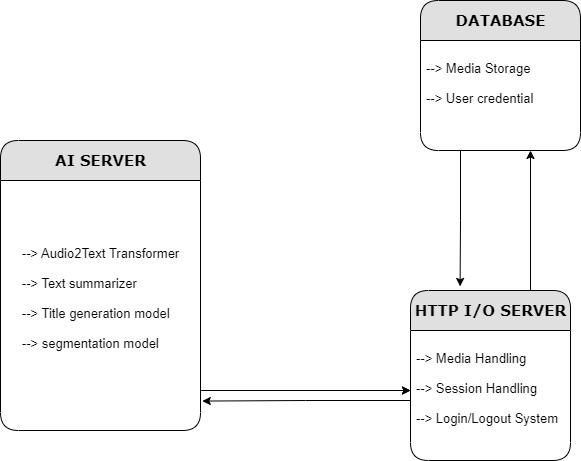 DATABASE
--> Media Storage
--> User credential
AI SERVER
--> Audio2Text Transformer
--> Text summarizer
--> Title generation model
--> segmentation model
HTTP I/O SERVER
--> Media Handling
--> Session Handling
--> Login/Logout System